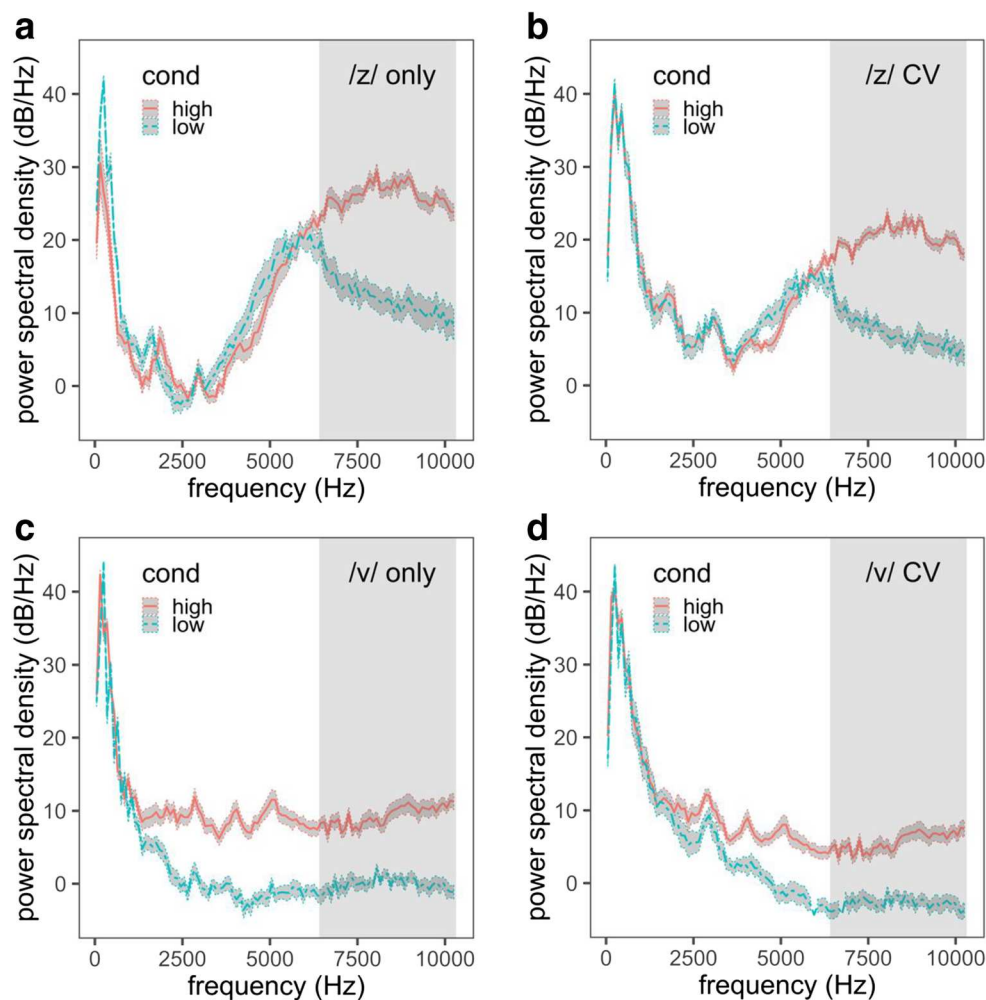 a
/z/ only
cond
high
low
40
30
20
10
0
power spectral density (dB/Hz)
0 2500 5000 7500 10000
frequency (Hz)
b
/z/ CV
cond
high
low
40
30
20
10
0
power spectral density (dB/Hz)
0 2500 5000 7500 10000
frequency (Hz)
c
/v/ only
cond
high
low
40
30
20
10
0
power spectral density (dB/Hz)
0 2500 5000 7500 10000
frequency (Hz)
d
/v/ CV
cond
high
low
40
30
20
10
0
power spectral density (dB/Hz)
0 2500 5000 7500 10000
frequency (Hz)